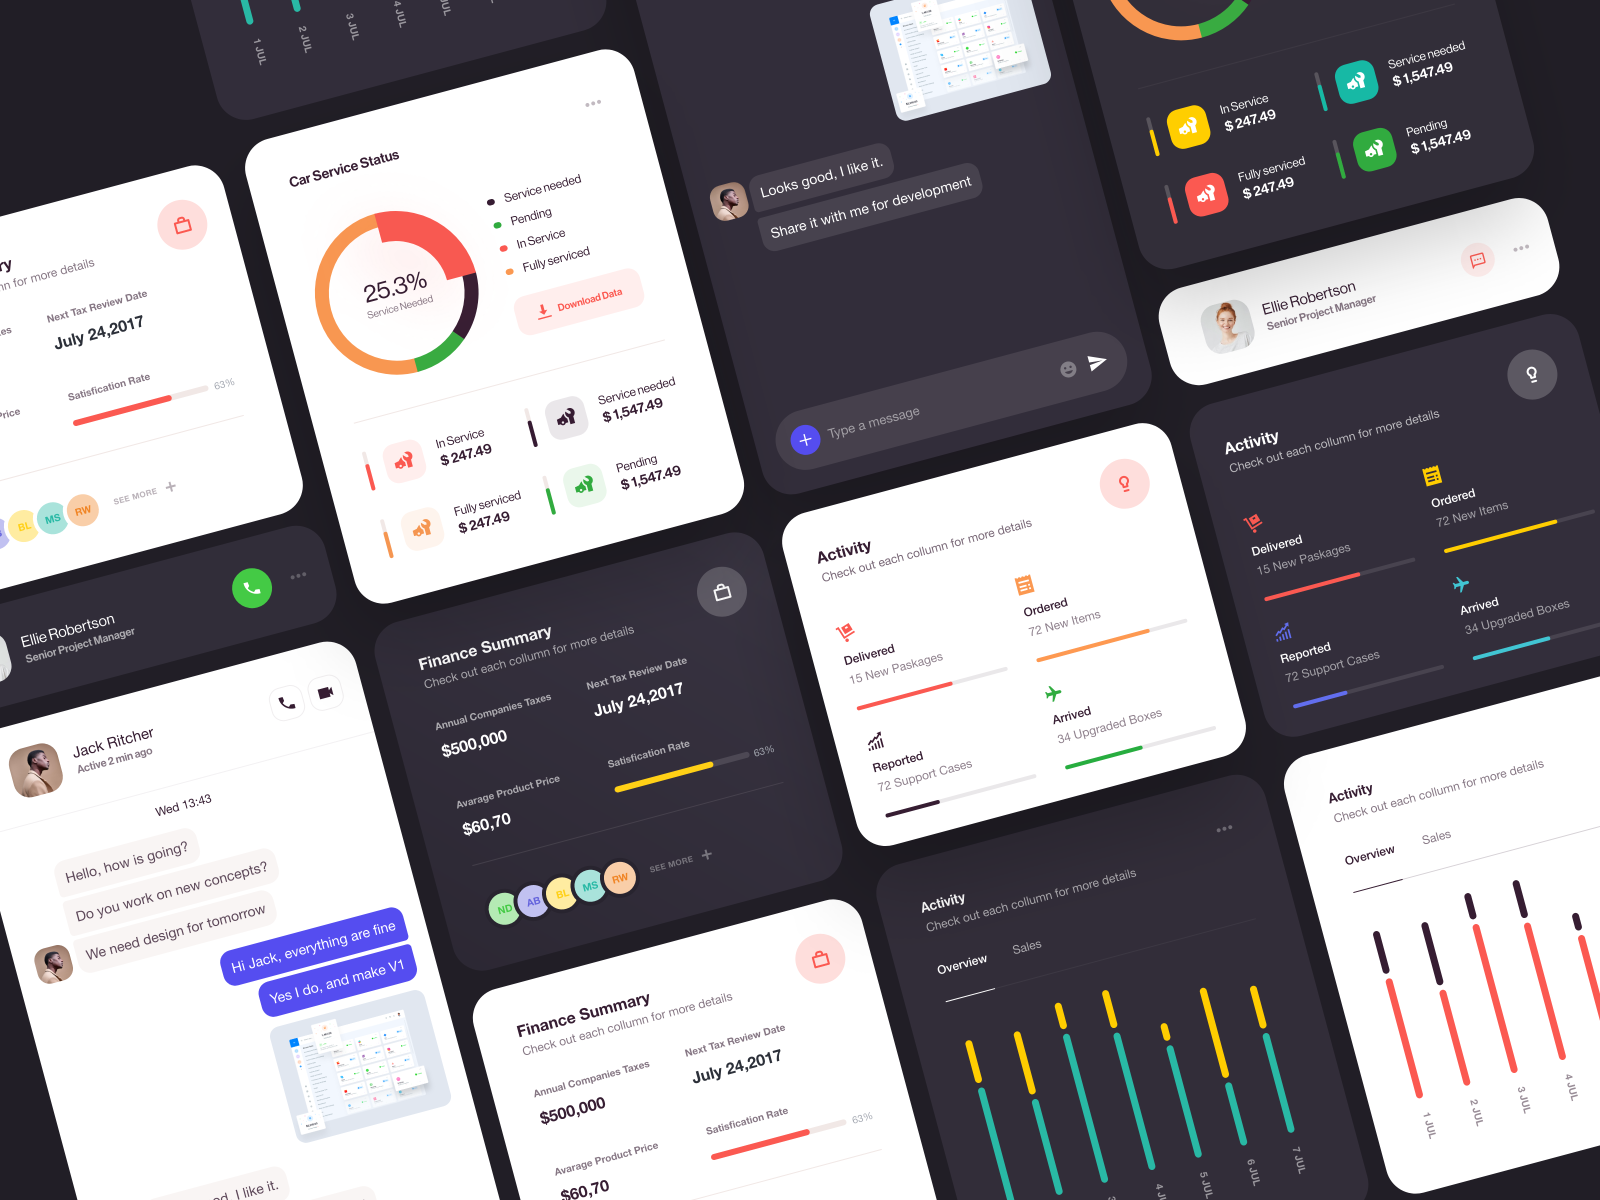 1 JUL
2 JUL
3 JUL
4 JUL
JUL
Car Service Status
Service needed
Pending
In Service
Fully serviced
25.3%
Service Needed
Download Data
In Service
$ 247.49
Service needed
$ 1,547.49
Fully serviced
$ 247.49
Pending
$ 1,547.49
for more details
Next Tax Review Date
July 24,2017
Satisfication Rate
63%
Price
BL
MS
RW
SEE MORE
Looks good, I like it.
Share it with me for development
Type a message
In Service
$ 247.49
Service needed
$ 1,547.49
Fully serviced
$ 247.49
Pending
$ 1,547.49
Ellie Robertson
Senior Project Manager
Activity
Check out each collumn for more details
Delivered
15 New Paskages
Ordered
72 New Items
Reported
72 Support Cases
Arrived
34 Upgraded Boxes
Ellie Robertson
Senior Project Manager
Jack Ritcher
Active 2 min ago
Wed 13:43
Hello, how is going?
Do you work on new concepts?
We need design for tomorrow
Hi Jack, everything are fine
Yes I do, and make V1
I like it.
Finance Summary
Check out each collumn for more details
Annual Companies Taxes
$500,000
Next Tax Review Date
July 24,2017
Avarage Product Price
$60,70
Satisfication Rate
63%
ND
AB
BL
MS
RW
SEE MORE
Activity
Check out each collumn for more details
Delivered
15 New Paskages
Ordered
72 New Items
Reported
72 Support Cases
Arrived
34 Upgraded Boxes
Finance Summary
Check out each collumn for more details
Annual Companies Taxes
$500,000
Next Tax Review Date
July 24,2017
Avarage Product Price
$60,70
Satisfication Rate
63%
Activity
Check out each collumn for more details
Overview
Sales
4 JUL
5 JUL
6 JUL
7 JUL
Activity
Check out each collumn for more details
Overview
Sales
1 JUL
2 JUL
3 JUL
4 JUL